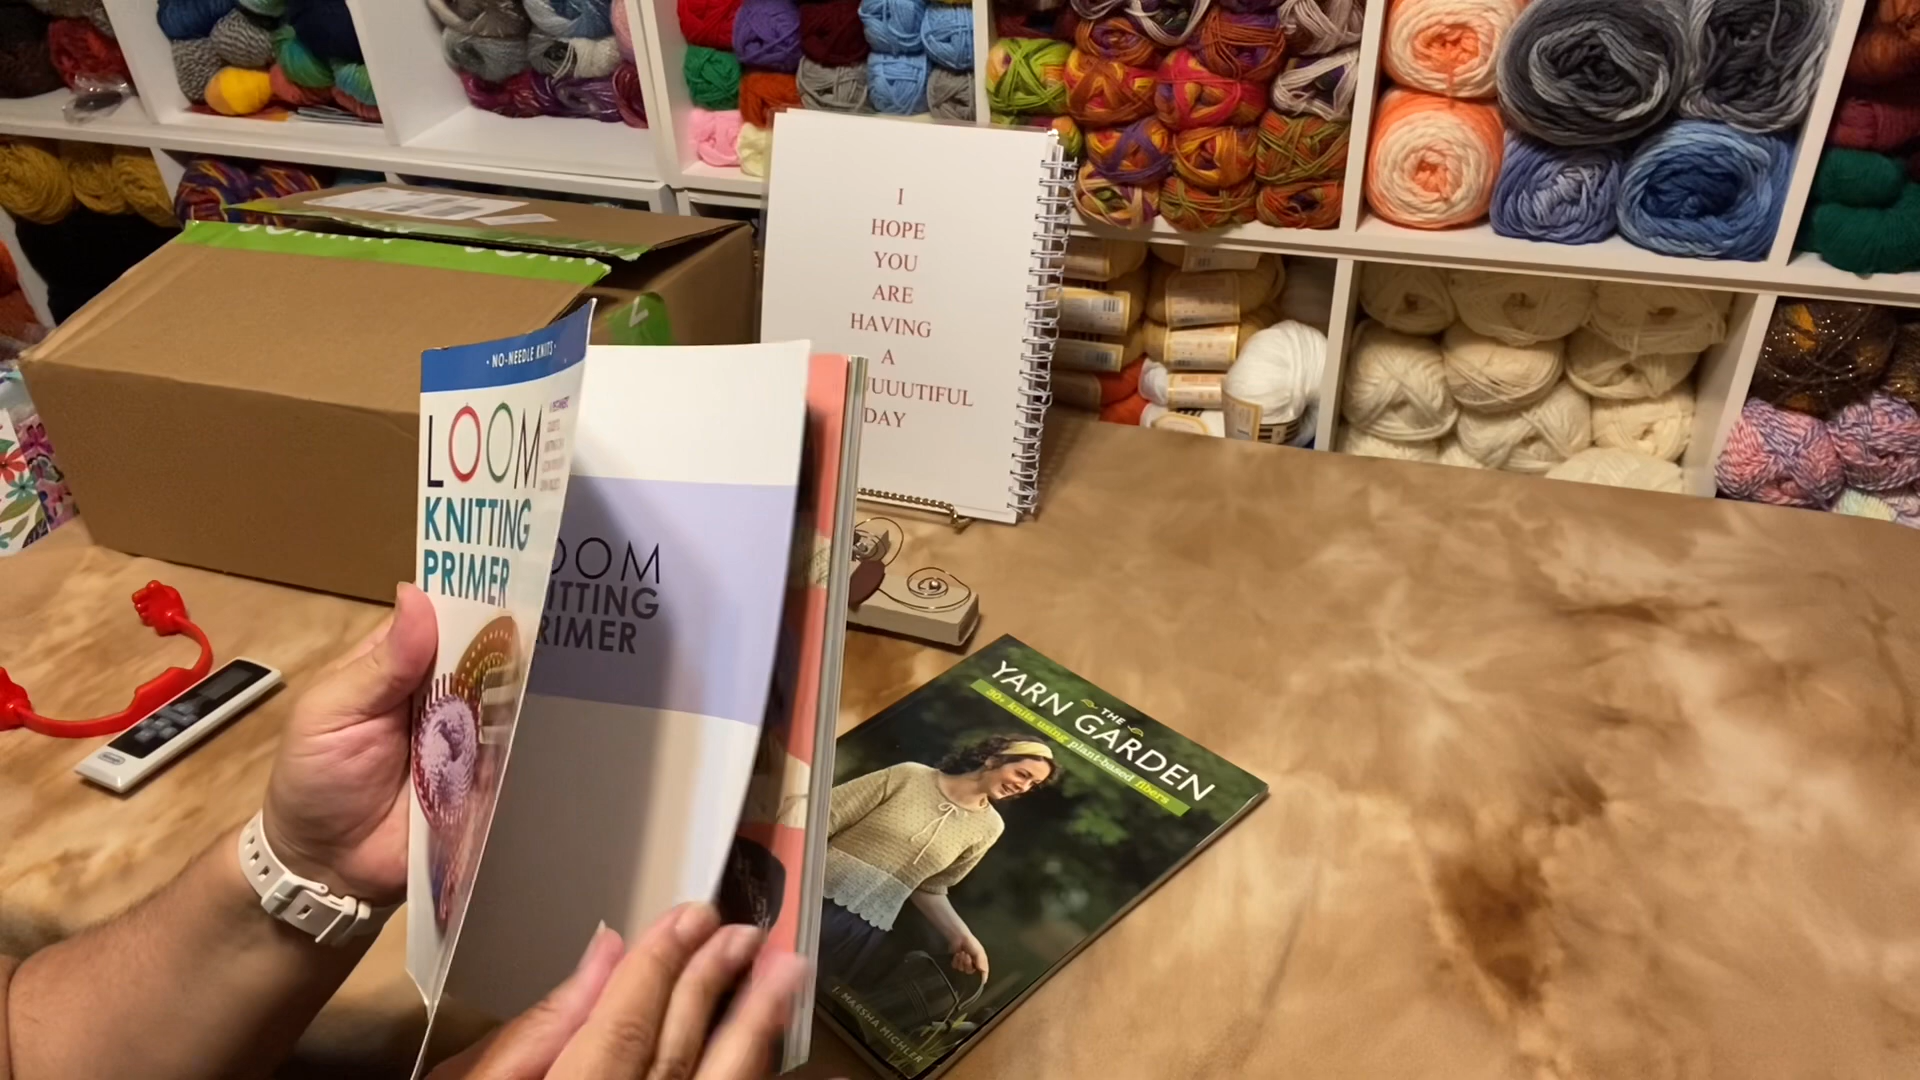 I
HOPE
YOU
ARE
HAVING
A
UUUTIFUL
DAY
· NO-NEEDLE KNITS ·
LOOM
KNITTING
PRIMER
OOM
ITTING
RIMER
THE
YARN GARDEN
30+ knits using plant-based fibers
J. MARSHA MICHLER